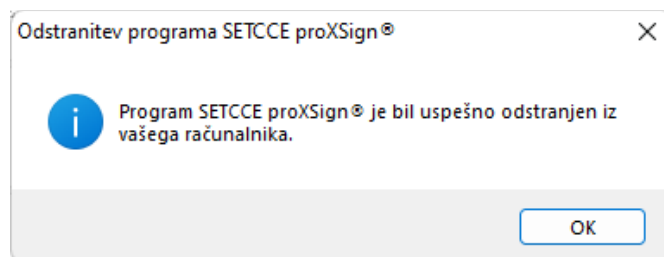 Odstranitev programa SETCCE proXSign®
Program SETCCE proXSign® je bil uspešno odstranjen iz
vašega računalnika.
OK